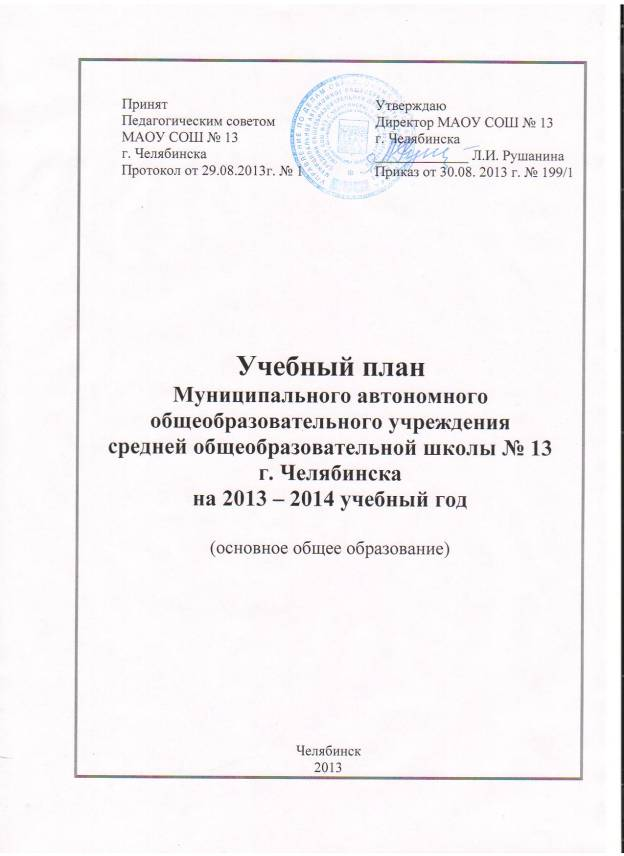 Принят
Педагогическим советом
МАОУ СОШ № 13
г. Челябинска
Протокол от 29.08.2013г. № 1
Утверждаю
Директор МАОУ СОШ № 13
г. Челябинска
Л.И. Рушанина
Приказ от 30.08. 2013 г. № 199/1
Учебный план
Муниципального автономного
общеобразовательного учреждения
средней общеобразовательной школы № 13
г. Челябинска
на 2013 – 2014 учебный год
(основное общее образование)
Челябинск
2013